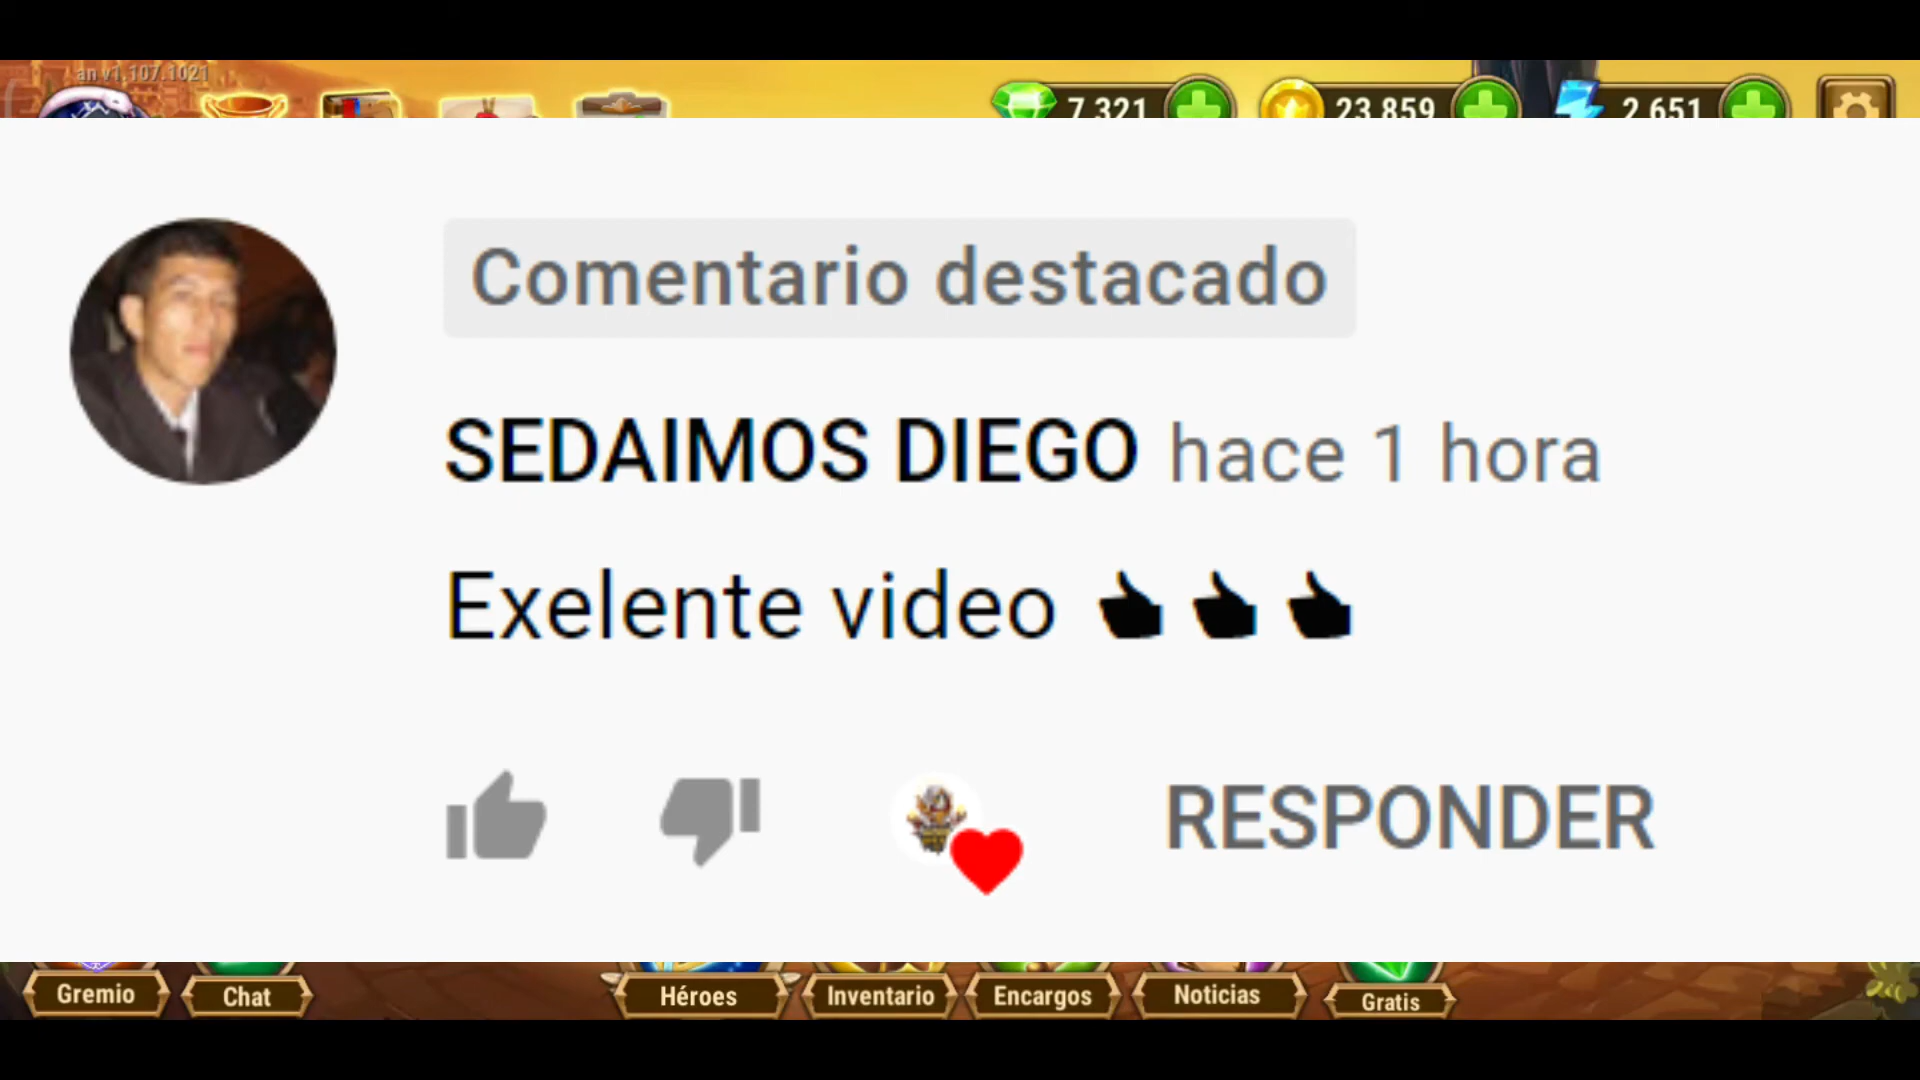 an v1.107.1021
7,321 23,859 2,651
Comentario destacado
SEDAIMOS DIEGO hace 1 hora
Exelente video 👍 👍 👍
RESPONDER
Gremio Chat Héroes Inventario Encargos Noticias Gratis